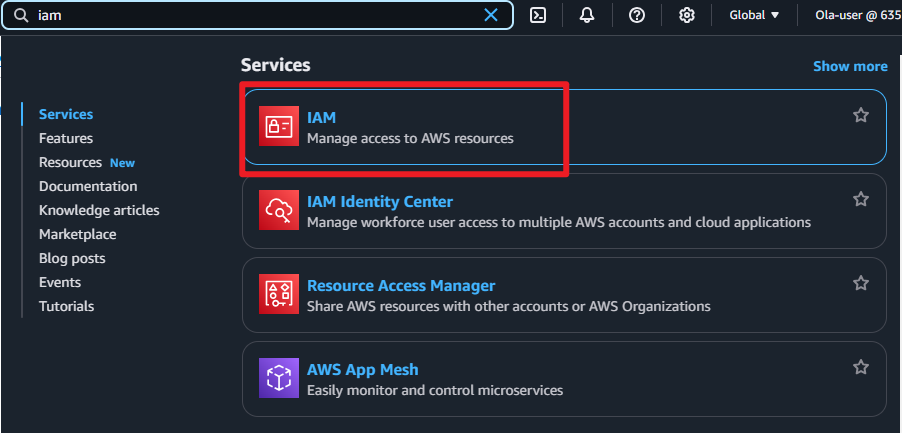 iam
Global ▼
Ola-user @ 635
Services
Features
Resources New
Documentation
Knowledge articles
Marketplace
Blog posts
Events
Tutorials
Services
Show more
IAM
Manage access to AWS resources
IAM Identity Center
Manage workforce user access to multiple AWS accounts and cloud applications
Resource Access Manager
Share AWS resources with other accounts or AWS Organizations
AWS App Mesh
Easily monitor and control microservices